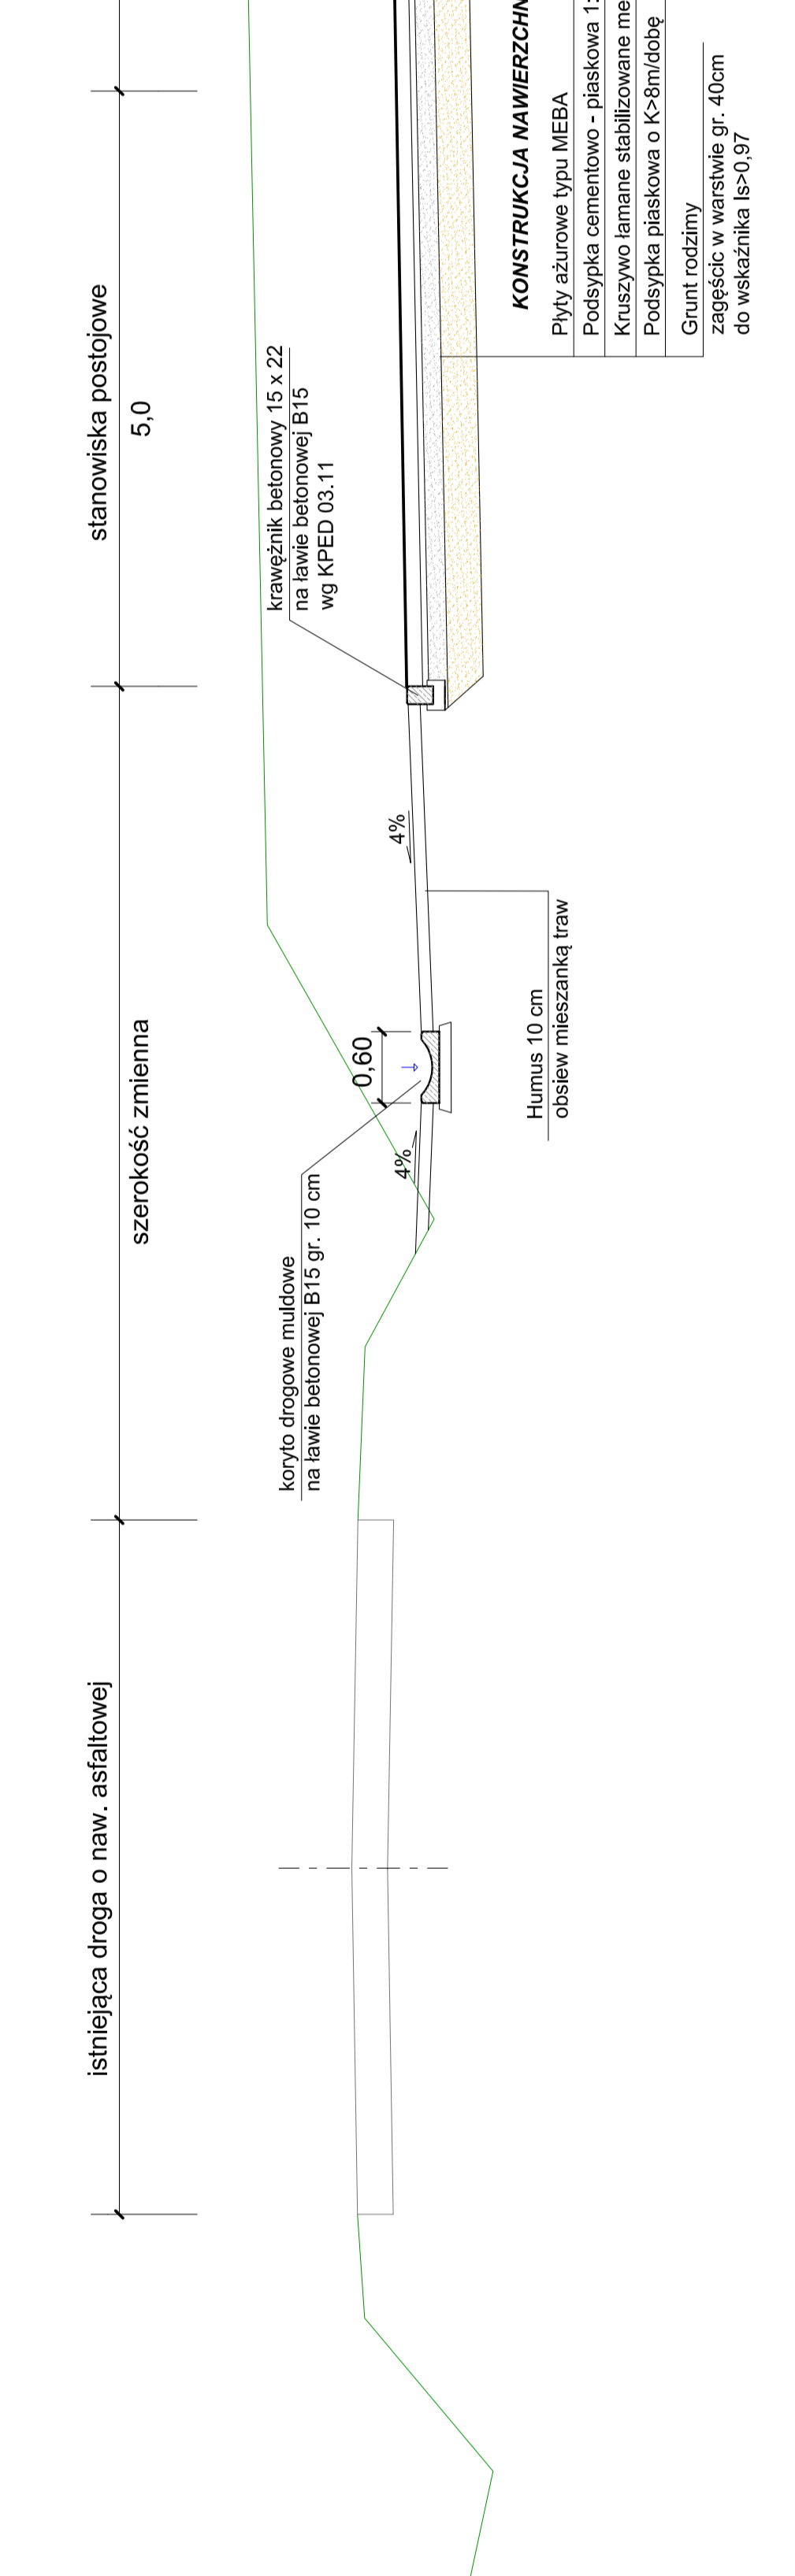 istniejąca droga o naw. asfaltowej
szerokość zmienna
stanowiska postojowe
5,0
koryto drogowe muldowe
na ławie betonowej B15 gr. 10 cm
krawężnik betonowy 15 x 22
na ławie betonowej B15
wg KPED 03.11
0,60
4%
4%
Humus 10 cm
obsiew mieszanką traw
KONSTRUKCJA NAWIERZCHN
Płyty ażurowe typu MEBA
Podsypka cementowo - piaskowa 1:
Kruszywo łamane stabilizowane me
Podsypka piaskowa o K>8m/dobę
Grunt rodzimy
zagęścic w warstwie gr. 40cm
do wskaźnika Is>0,97